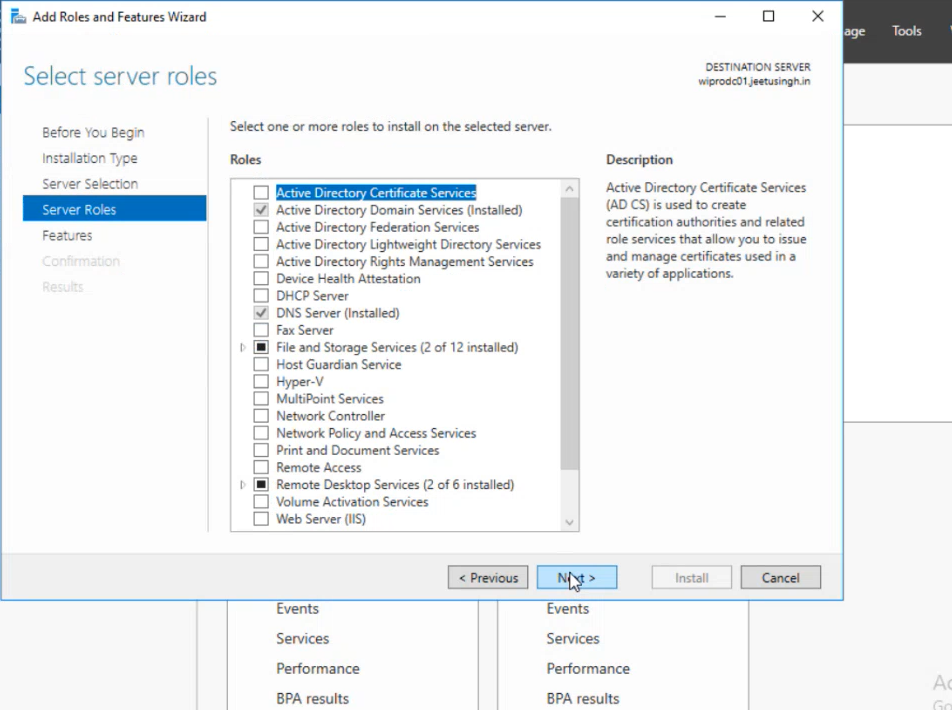 Add Roles and Features Wizard
age Tools
Select server roles
DESTINATION SERVER
wiprodc01.jeetusingh.in
Before You Begin
Installation Type
Server Selection
Server Roles
Features
Confirmation
Results
Select one or more roles to install on the selected server.
Roles
Active Directory Certificate Services
Active Directory Domain Services (Installed)
Active Directory Federation Services
Active Directory Lightweight Directory Services
Active Directory Rights Management Services
Device Health Attestation
DHCP Server
DNS Server (Installed)
Fax Server
File and Storage Services (2 of 12 installed)
Host Guardian Service
Hyper-V
MultiPoint Services
Network Controller
Network Policy and Access Services
Print and Document Services
Remote Access
Remote Desktop Services (2 of 6 installed)
Volume Activation Services
Web Server (IIS)
Description
Active Directory Certificate Services
(AD CS) is used to create
certification authorities and related
role services that allow you to issue
and manage certificates used in a
variety of applications.
< Previous
Next >
Install
Cancel
Events
Services
Performance
BPA results
Events
Services
Performance
BPA results